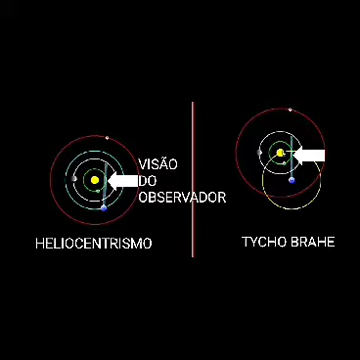 VISÃO
DO
OBSERVADOR
HELIOCENTRISMO
TYCHO BRAHE